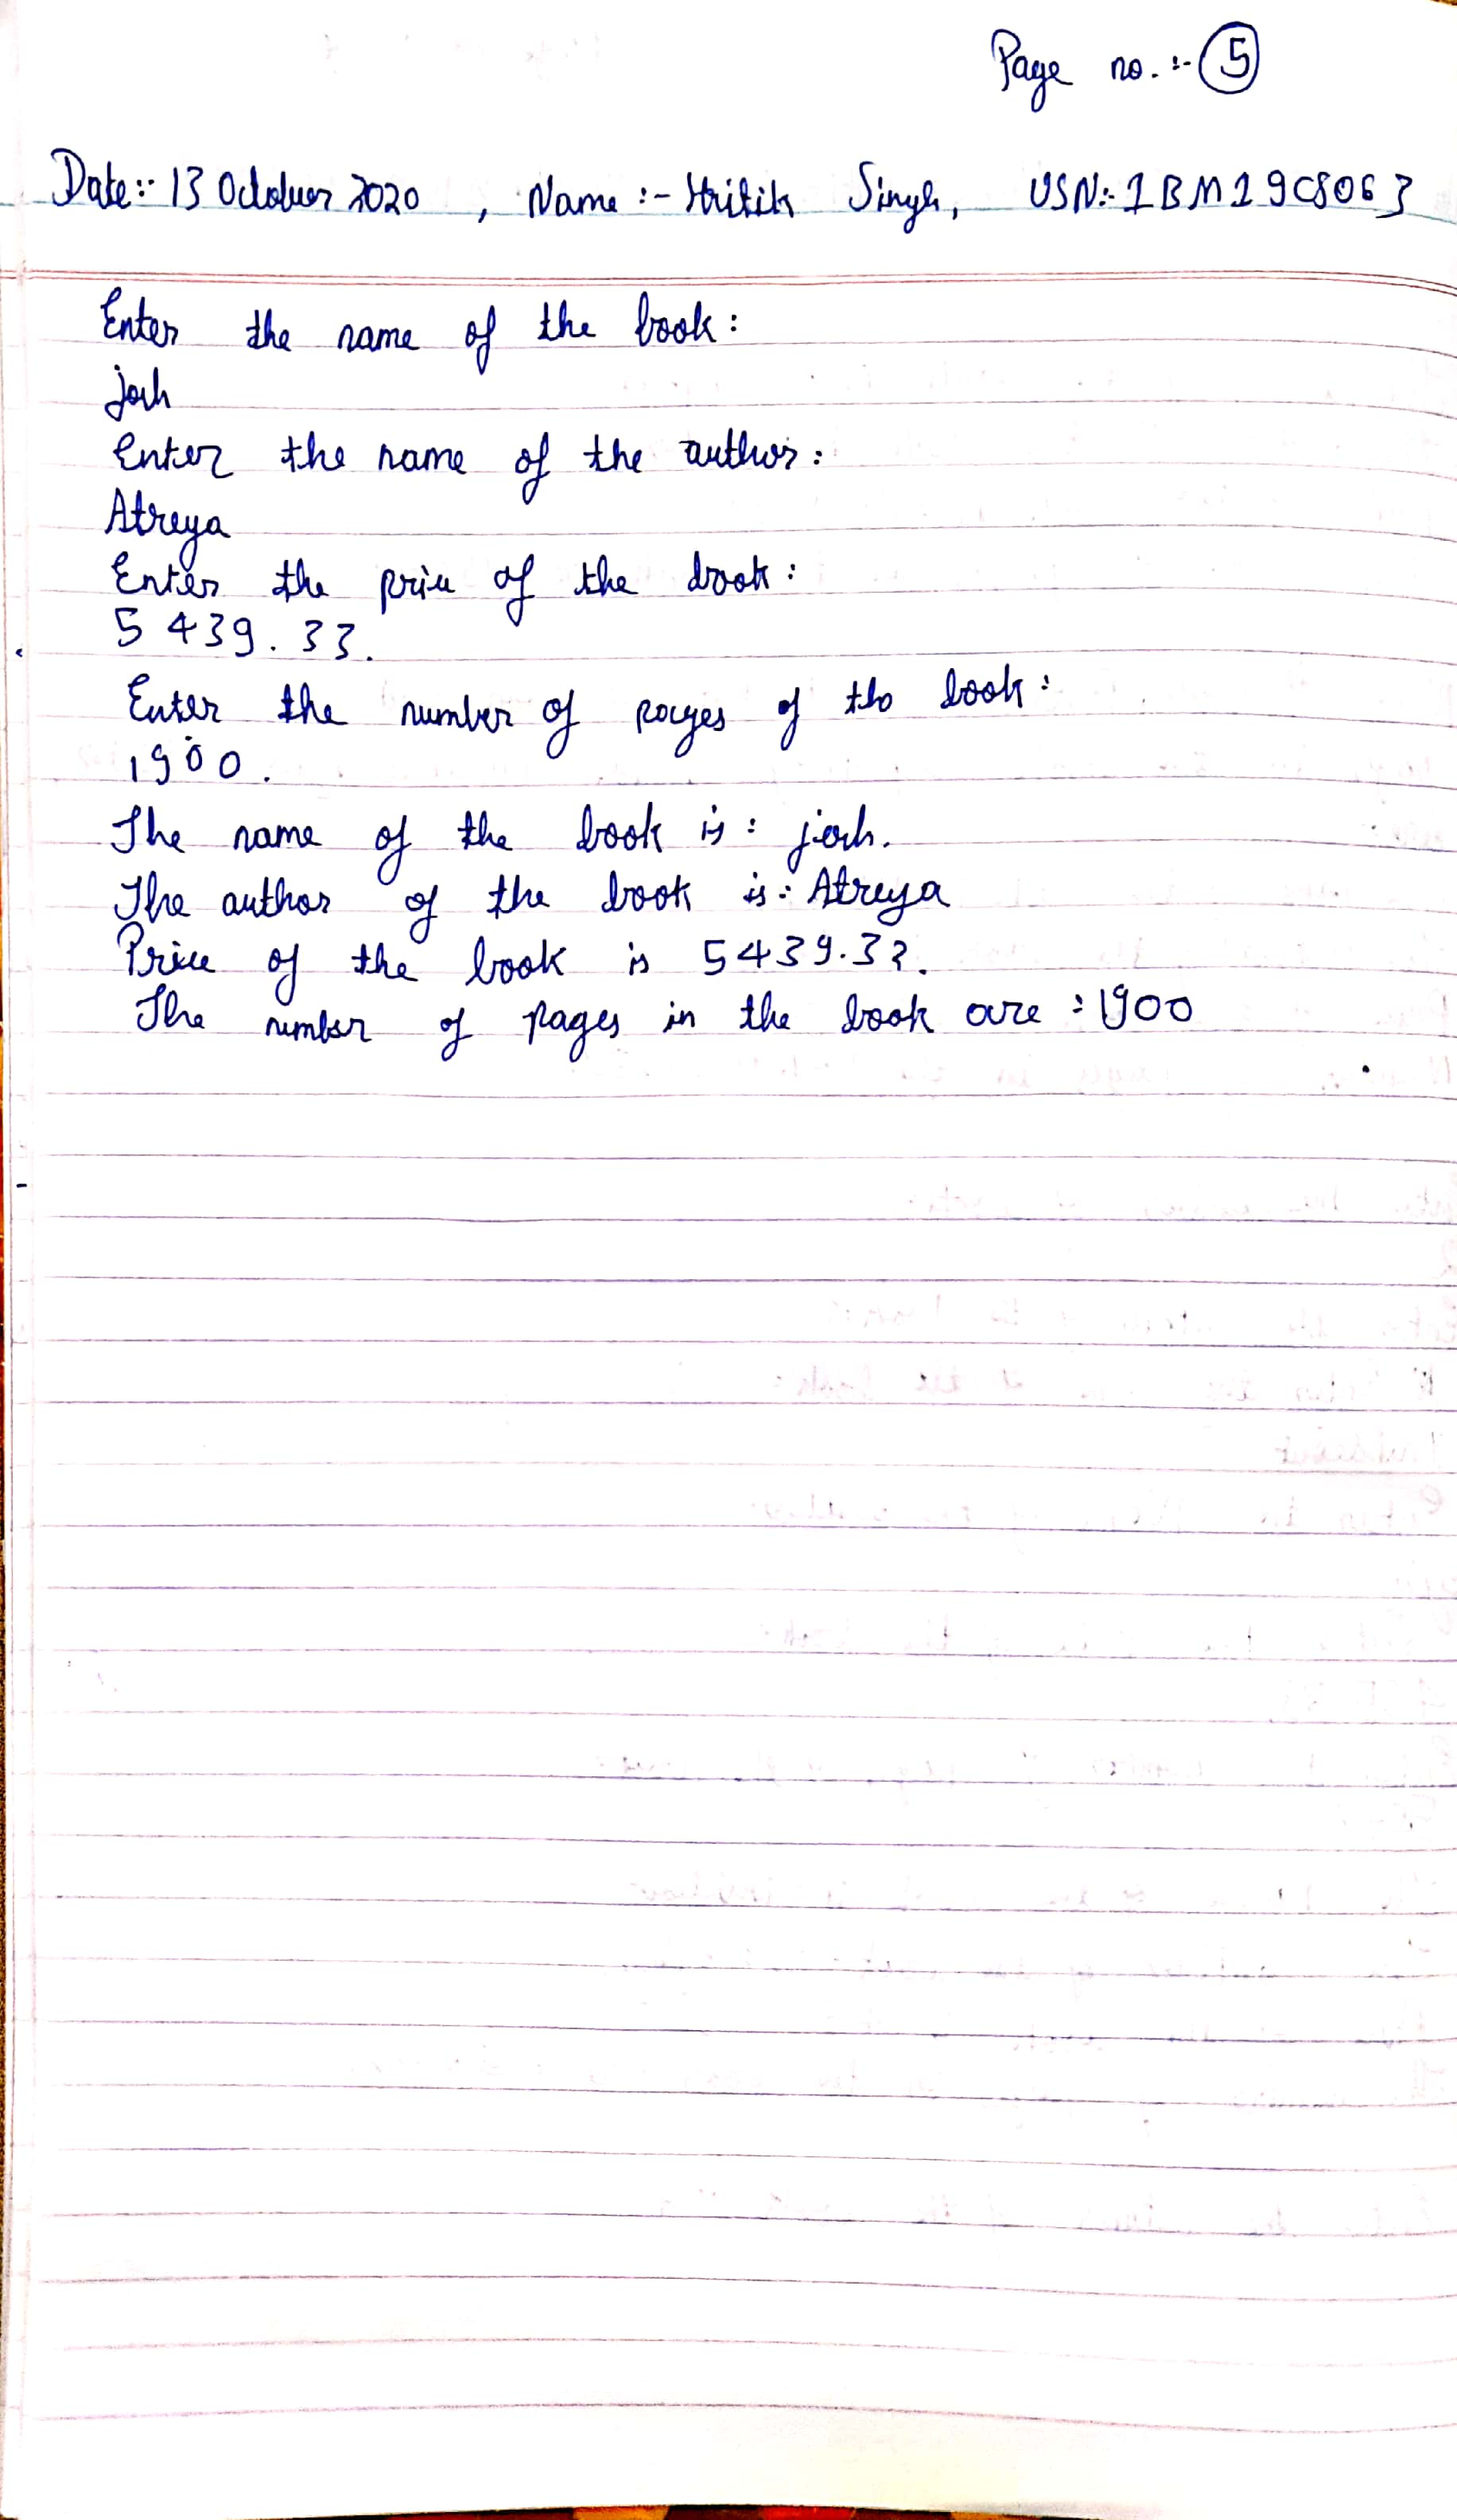 Page no. :- 5
Date:- 13 October 2020 , Name :- Hritik Singh, USN:- 1BM19CS063
Enter the name of the book :
josh
Enter the name of the author :
Atreya
Enter the price of the book :
5439.33.
Enter the number of pages of the book :
1900.
The name of the book is : josh.
The author of the book is : Atreya
Price of the book is 5439.33.
The number of pages in the book are : 1900